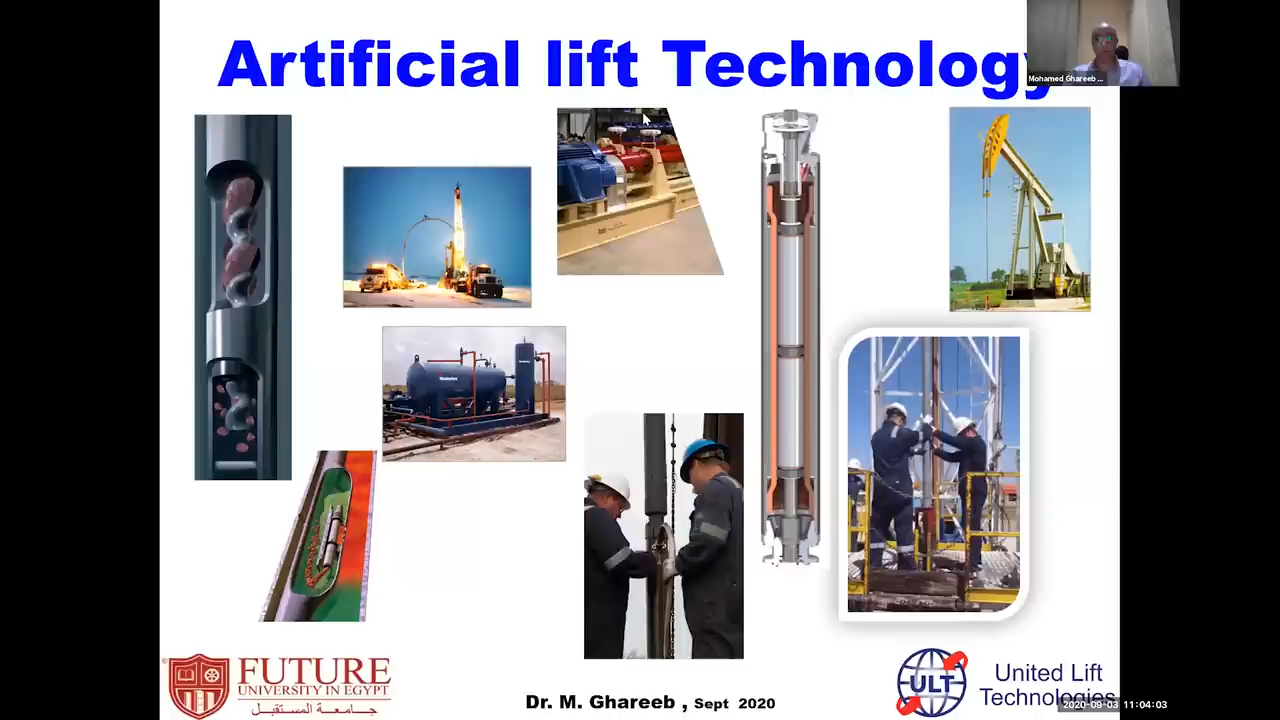 Artificial lift Technology
Mohamed Ghareeb ...
FUTURE
UNIVERSITY IN EGYPT
جامعة المستقبل
Dr. M. Ghareeb , Sept 2020
ULT
United Lift
Technologies
2020-09-03 11:04:03